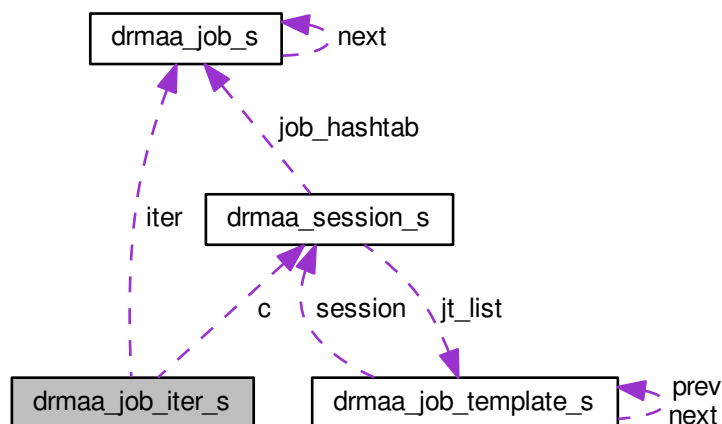 drmaa_job_s
next
job_hashtab
iter
drmaa_session_s
c
session
jt_list
drmaa_job_iter_s
drmaa_job_template_s
prev
next